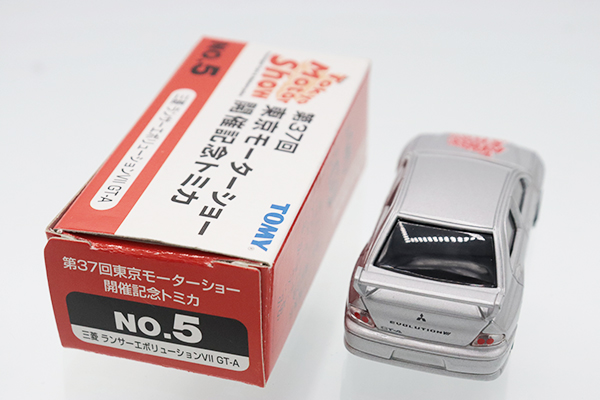 NO.5
三菱 ランサーエボリューションVII GT-A
Tokyo
Motor
Show
第37回
東京モーターショー
開催記念トミカ
TOMY
第37回東京モーターショー
開催記念トミカ
NO.5
三菱 ランサーエボリューションVII GT-A
EVOLUTION VII
GT-A